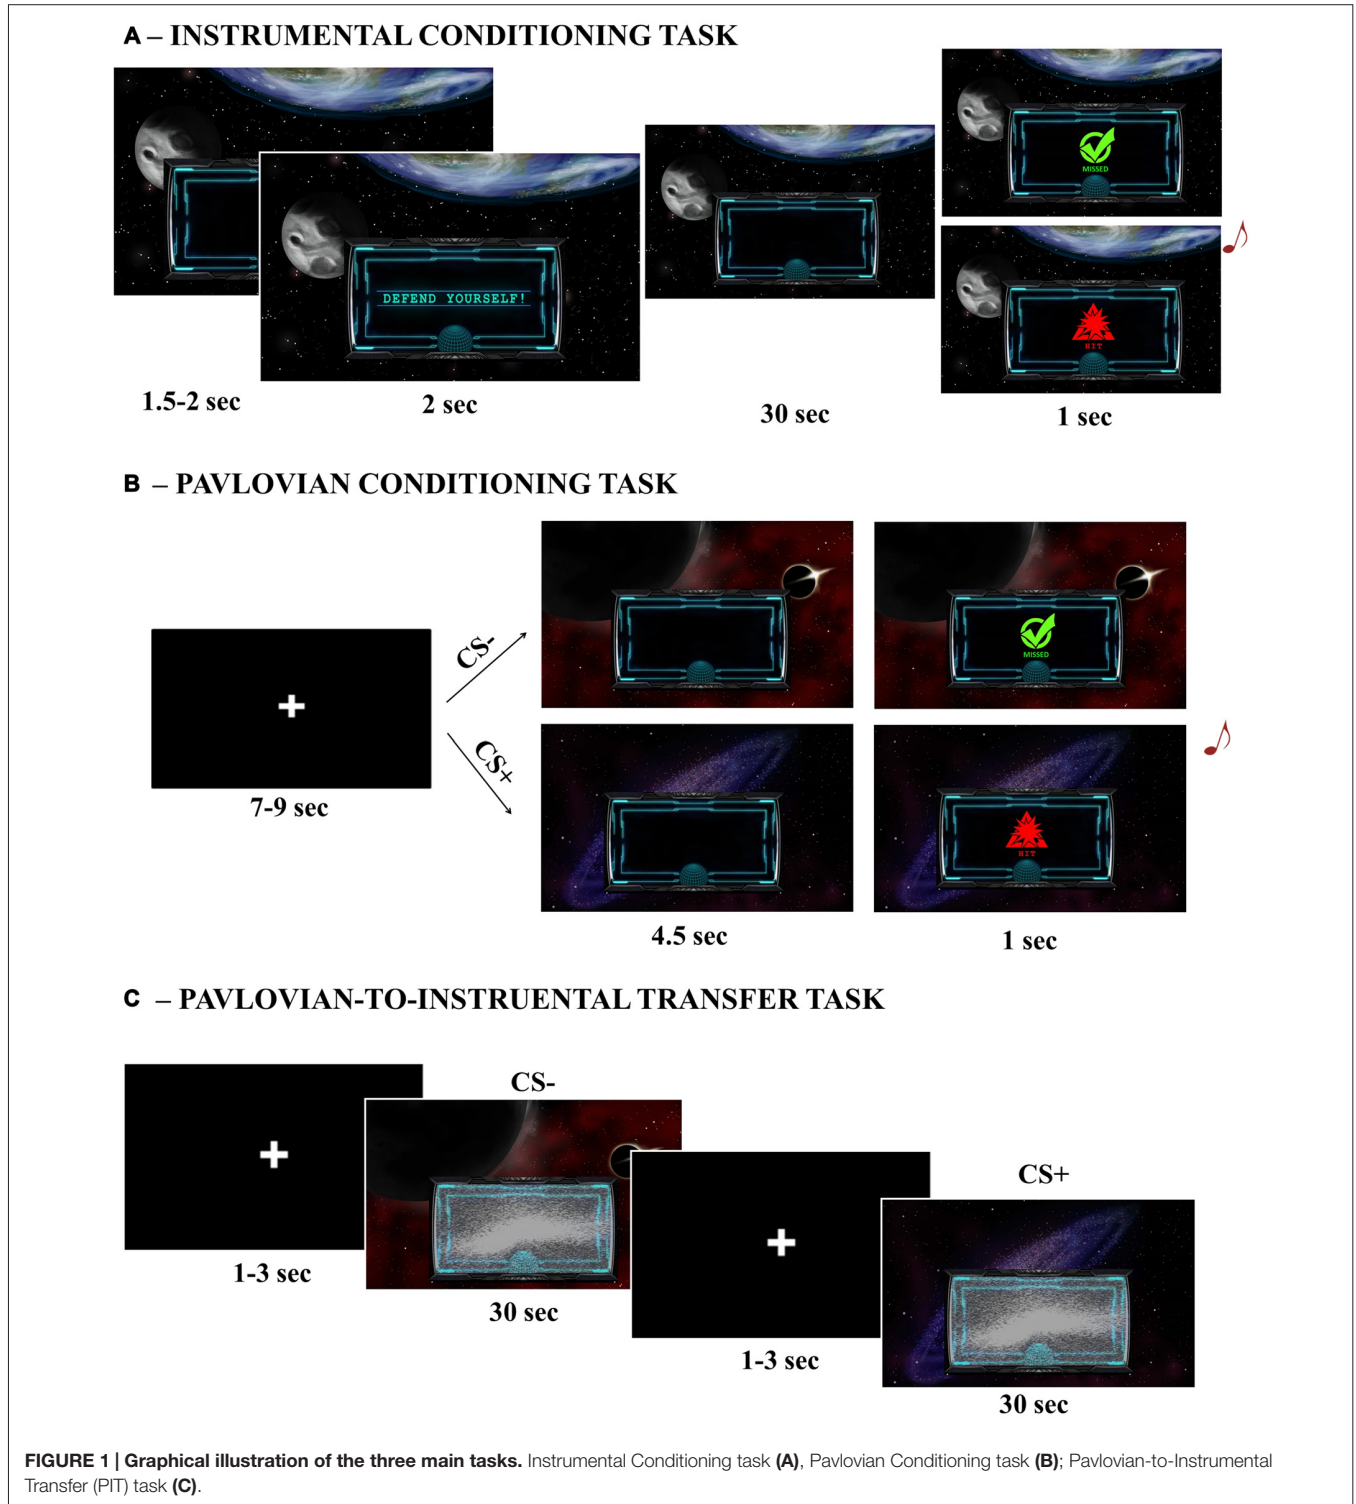 A – INSTRUMENTAL CONDITIONING TASK
MISSED
DEFEND YOURSELF!
HIT
1.5-2 sec
2 sec
30 sec
1 sec
B – PAVLOVIAN CONDITIONING TASK
CS-
MISSED
CS+
7-9 sec
HIT
4.5 sec
1 sec
C – PAVLOVIAN-TO-INSTRUENTAL TRANSFER TASK
CS-
CS+
1-3 sec
30 sec
1-3 sec
30 sec
FIGURE 1 | Graphical illustration of the three main tasks. Instrumental Conditioning task (A), Pavlovian Conditioning task (B); Pavlovian-to-Instrumental
Transfer (PIT) task (C).